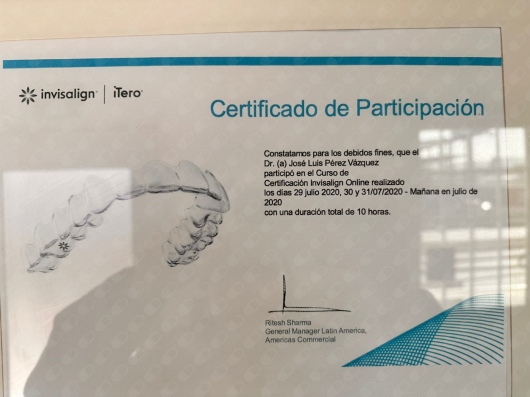 invisalign | iTero
Certificado de Participación
Constatamos para los debidos fines, que el
Dr. (a) José Luis Pérez Vázquez
participó en el Curso de
Certificación Invisalign Online realizado
los días 29 julio 2020, 30 y 31/07/2020 - Mañana en julio de
2020
con una duración total de 10 horas.
Ritesh Sharma
General Manager Latin America,
Americas Commercial